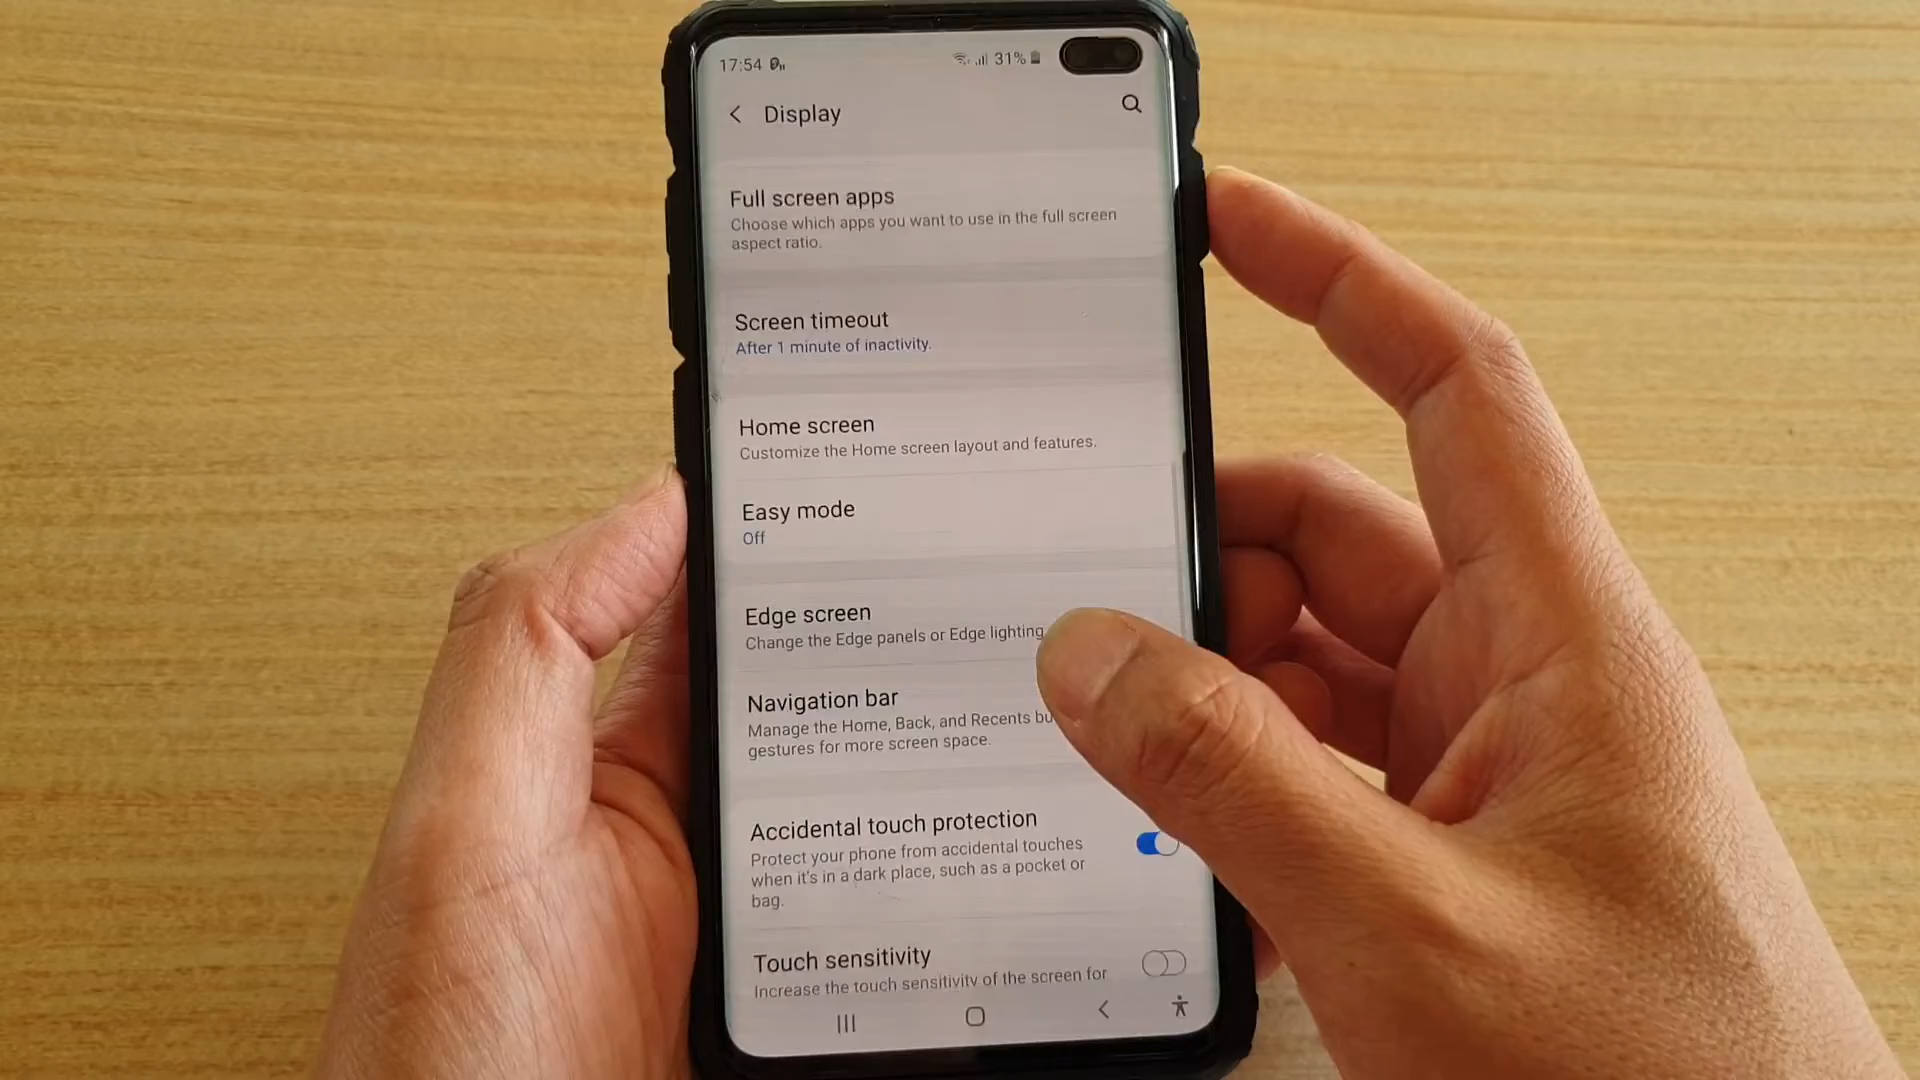 17:54
31%
Display
Full screen apps
Choose which apps you want to use in the full screen
aspect ratio.
Screen timeout
After 1 minute of inactivity.
Home screen
Customize the Home screen layout and features.
Easy mode
Off
Edge screen
Change the Edge panels or Edge lighting
Navigation bar
Manage the Home, Back, and Recents
gestures for more screen space.
Accidental touch protection
Protect your phone from accidental touches
when it's in a dark place, such as a pocket or
bag.
Touch sensitivity
Increase the touch sensitivity of the screen for